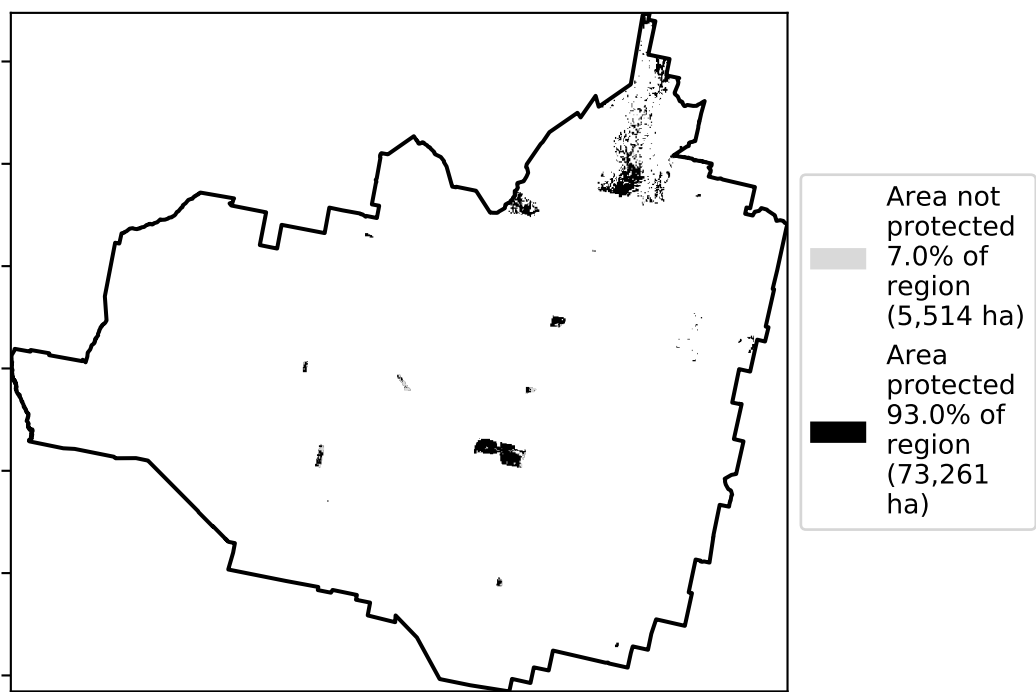 Area not
protected
7.0% of
region
(5,514 ha)
Area
protected
93.0% of
region
(73,261
ha)